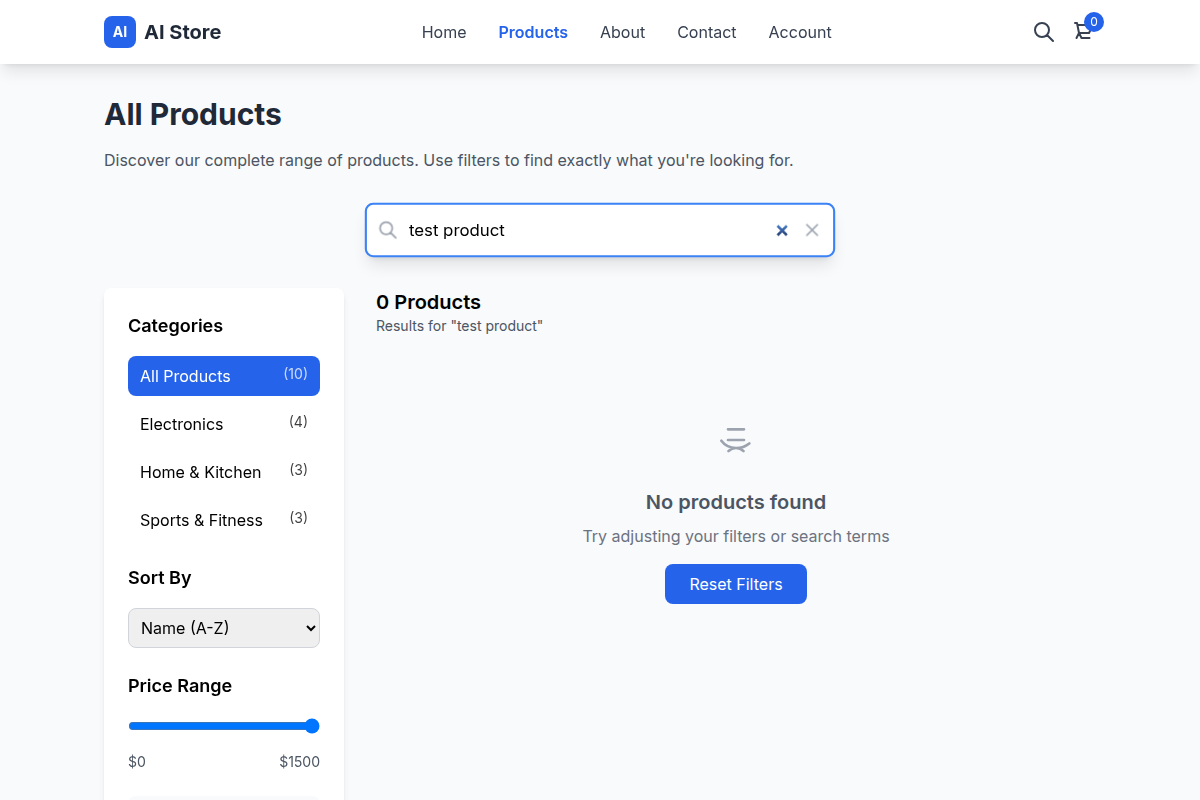 AI AI Store Home Products About Contact Account 0
All Products
Discover our complete range of products. Use filters to find exactly what you're looking for.
test product
Categories
All Products (10)
Electronics (4)
Home & Kitchen (3)
Sports & Fitness (3)
Sort By
Name (A-Z)
Price Range
$0 $1500
0 Products
Results for "test product"
No products found
Try adjusting your filters or search terms
Reset Filters